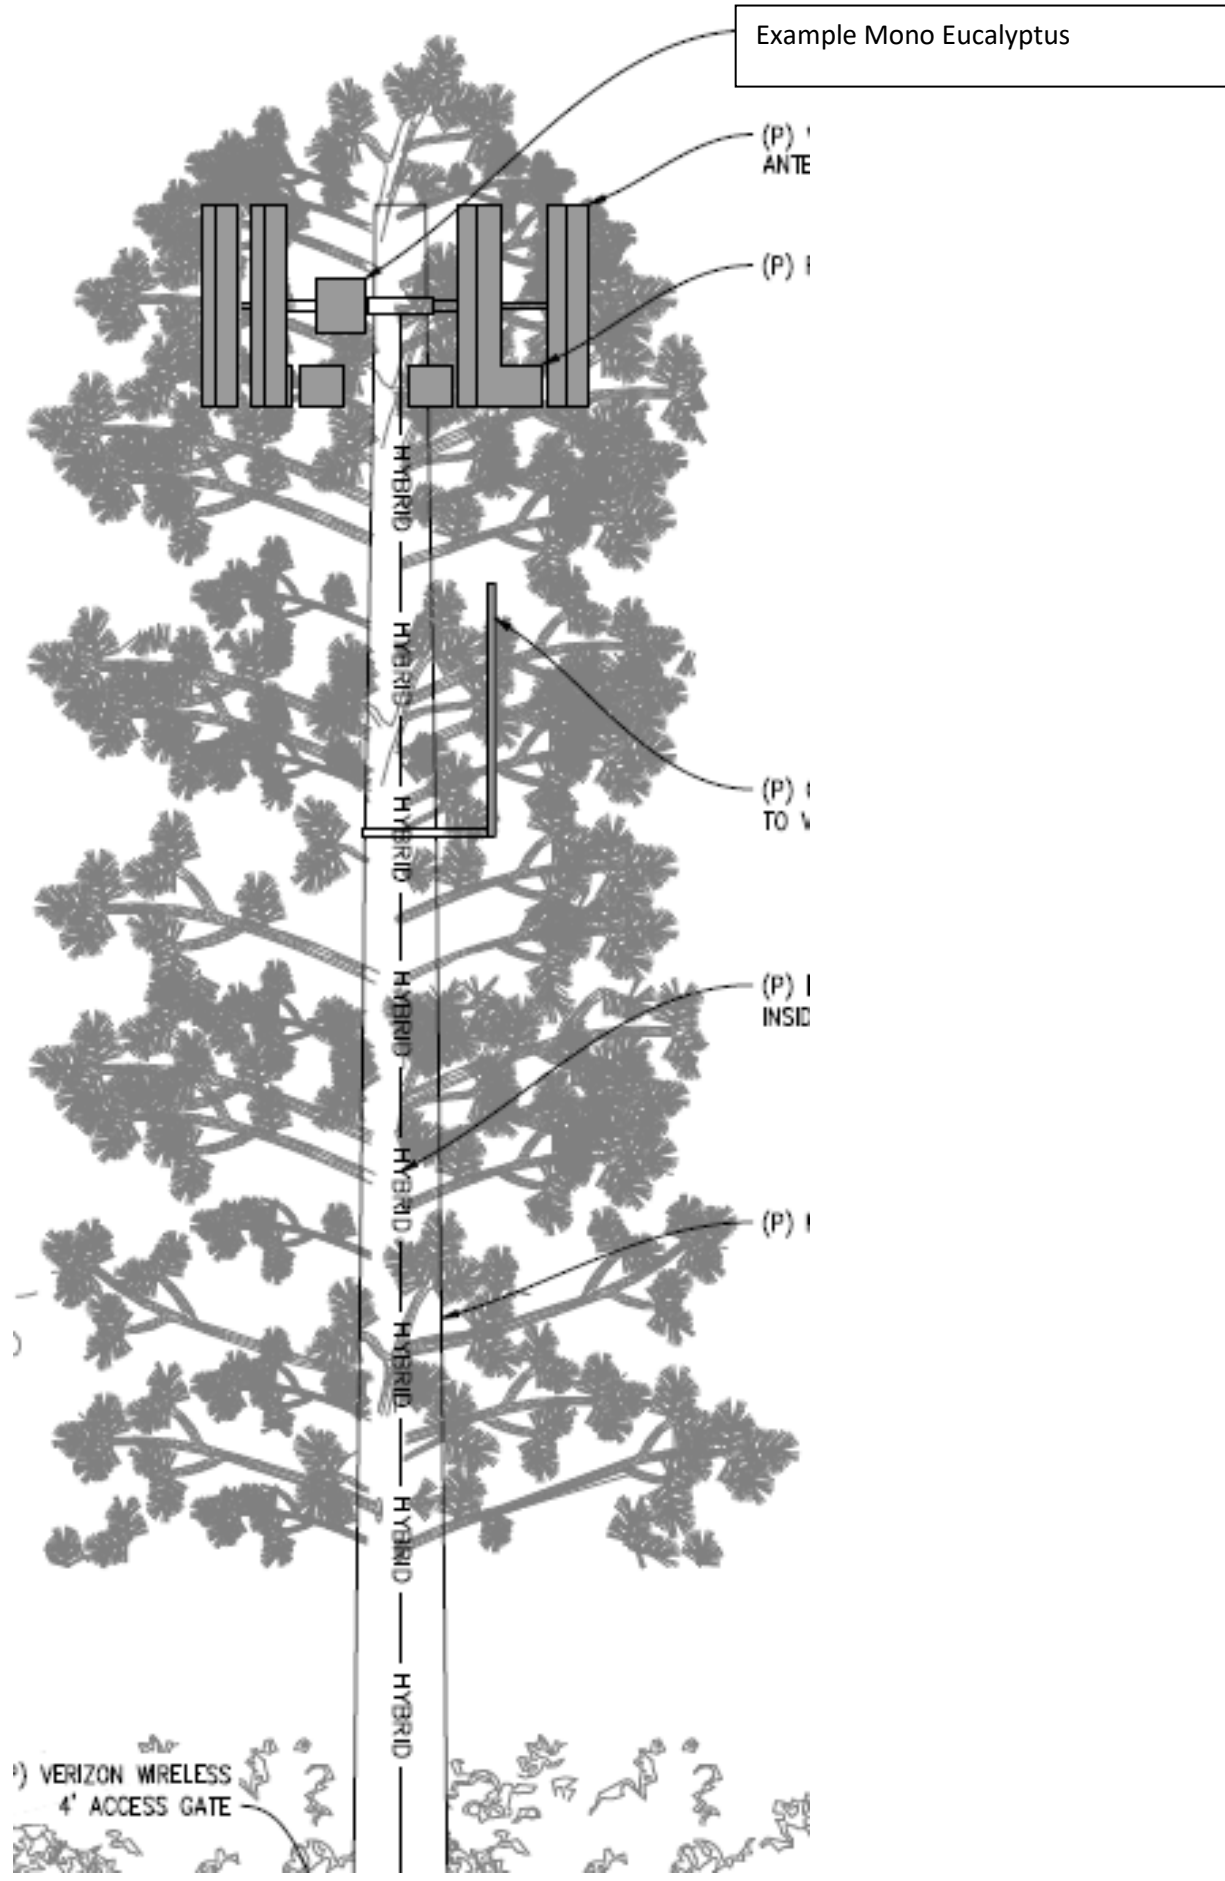 Example Mono Eucalyptus
(P)
ANTE
(P)
HYBRID
HYBRID
(P)
TO
HYBRID
HYBRID
(P)
INSID
HYBRID
(P)
HYBRID
HYBRID
HYBRID
P) VERIZON WIRELESS
4' ACCESS GATE